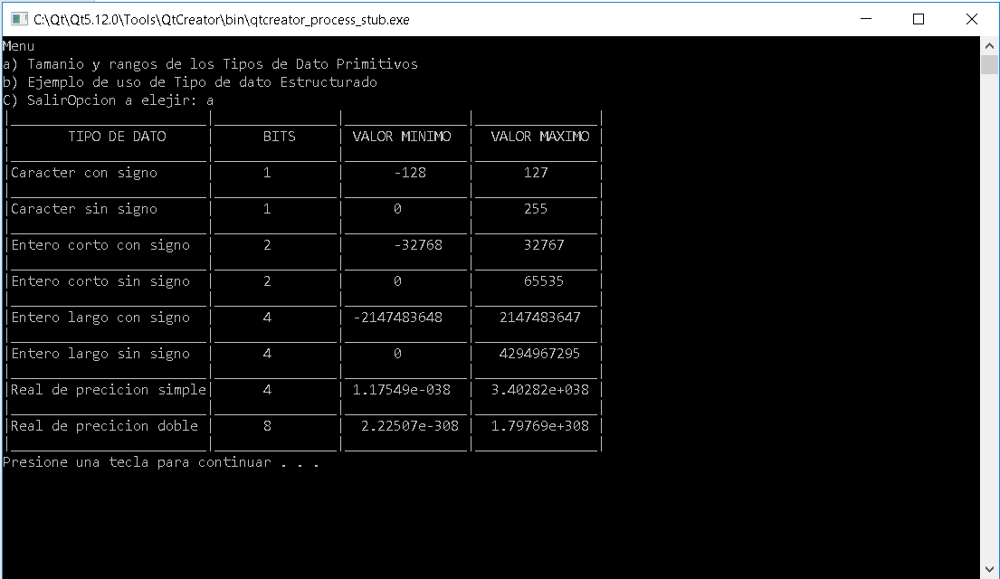 C:\Qt\Qt5.12.0\Tools\QtCreator\bin\qtcreator_process_stub.exe
Menu
a) Tamanio y rangos de los Tipos de Dato Primitivos
b) Ejemplo de uso de Tipo de dato Estructurado
C) SalirOpcion a elejir: a
TIPO DE DATO | BITS | VALOR MINIMO | VALOR MAXIMO |
|Caracter con signo | 1 | -128 | 127 |
|Caracter sin signo | 1 | 0 | 255 |
|Entero corto con signo | 2 | -32768 | 32767 |
|Entero corto sin signo | 2 | 0 | 65535 |
|Entero largo con signo | 4 | -2147483648 | 2147483647 |
|Entero largo sin signo | 4 | 0 | 4294967295 |
|Real de precicion simple| 4 | 1.17549e-038 | 3.40282e+038 |
|Real de precicion doble | 8 | 2.22507e-308 | 1.79769e+308 |
Presione una tecla para continuar . . .